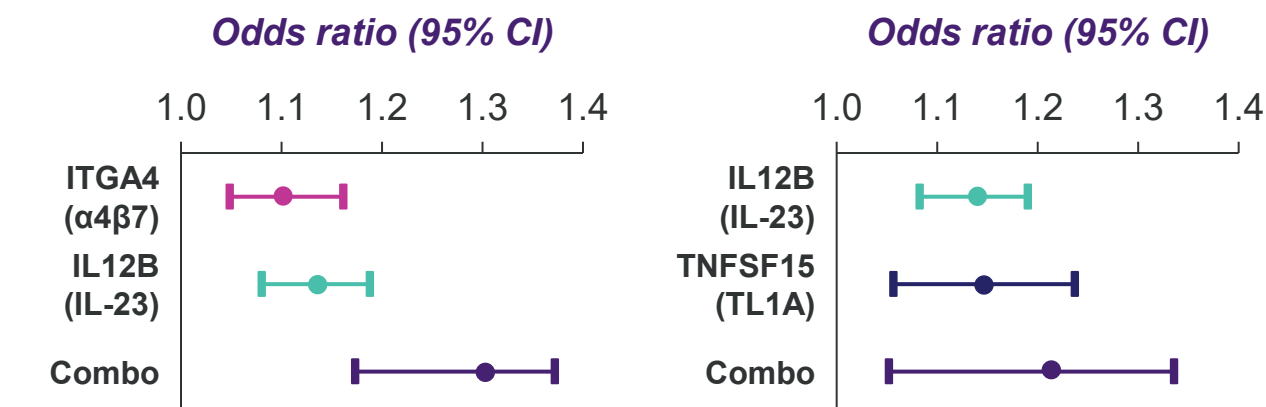 Odds ratio (95% CI)
1.0 1.1 1.2 1.3 1.4
ITGA4
(α4β7)
IL12B
(IL-23)
Combo
Odds ratio (95% CI)
1.0 1.1 1.2 1.3 1.4
IL12B
(IL-23)
TNFSF15
(TL1A)
Combo